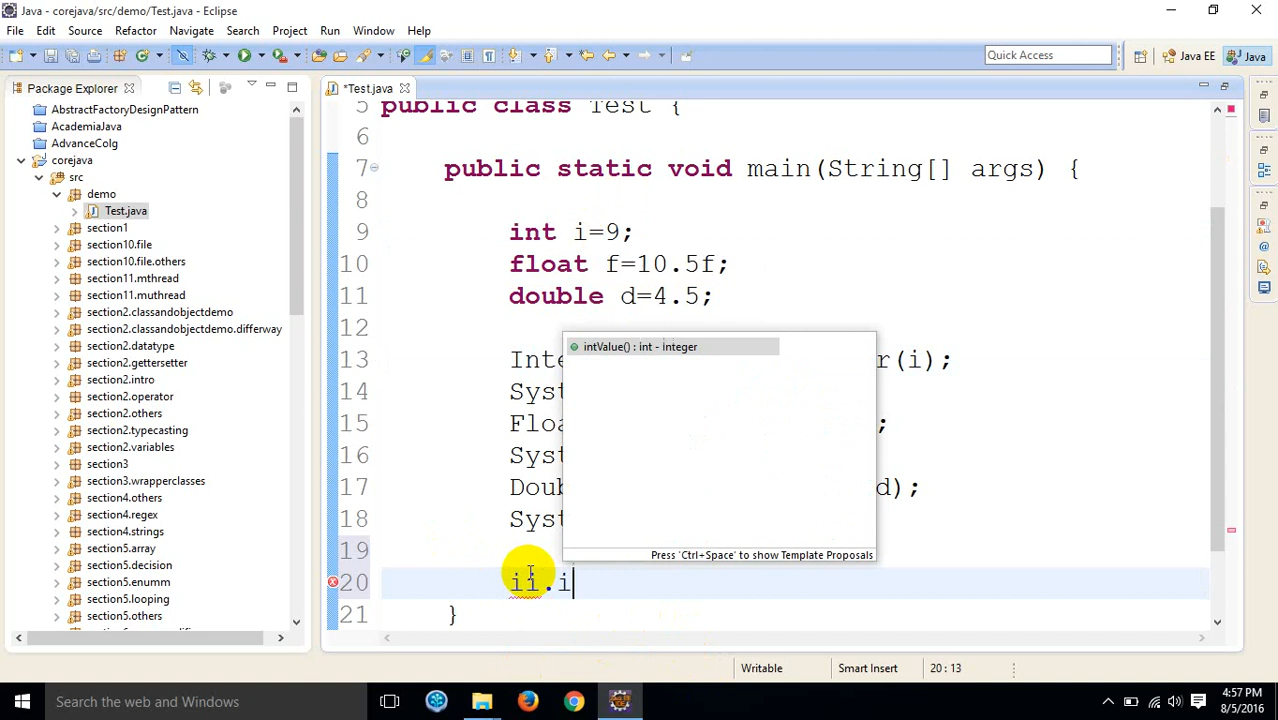 Java - corejava/src/demo/Test.java - Eclipse
File Edit Source Refactor Navigate Search Project Run Window Help
Quick Access Java EE Java
Package Explorer
*Test.java
AbstractFactoryDesignPattern
AcademiaJava
AdvanceColg
corejava
src
demo
Test.java
section1
section10.file
section10.file.others
section11.mthread
section11.muthread
section2.classandobjectdemo
section2.classandobjectdemo.differway
section2.datatype
section2.gettersetter
section2.intro
section2.operator
section2.others
section2.typecasting
section2.variables
section3
section3.wrapperclasses
section4.others
section4.regex
section4.strings
section5.array
section5.decision
section5.enumm
section5.looping
section5.others
5 public class Test {
6
7 public static void main(String[] args) {
8
9 int i=9;
10 float f=10.5f;
11 double d=4.5;
12
13 Inte r(i);
14 Syst
15 Floa ;
16 Syst
17 Doub d);
18 Syst
19
20 ii.i
21 }
intValue() : int - Integer
Press 'Ctrl+Space' to show Template Proposals
Writable Smart Insert 20 : 13
Search the web and Windows
4:57 PM
8/5/2016